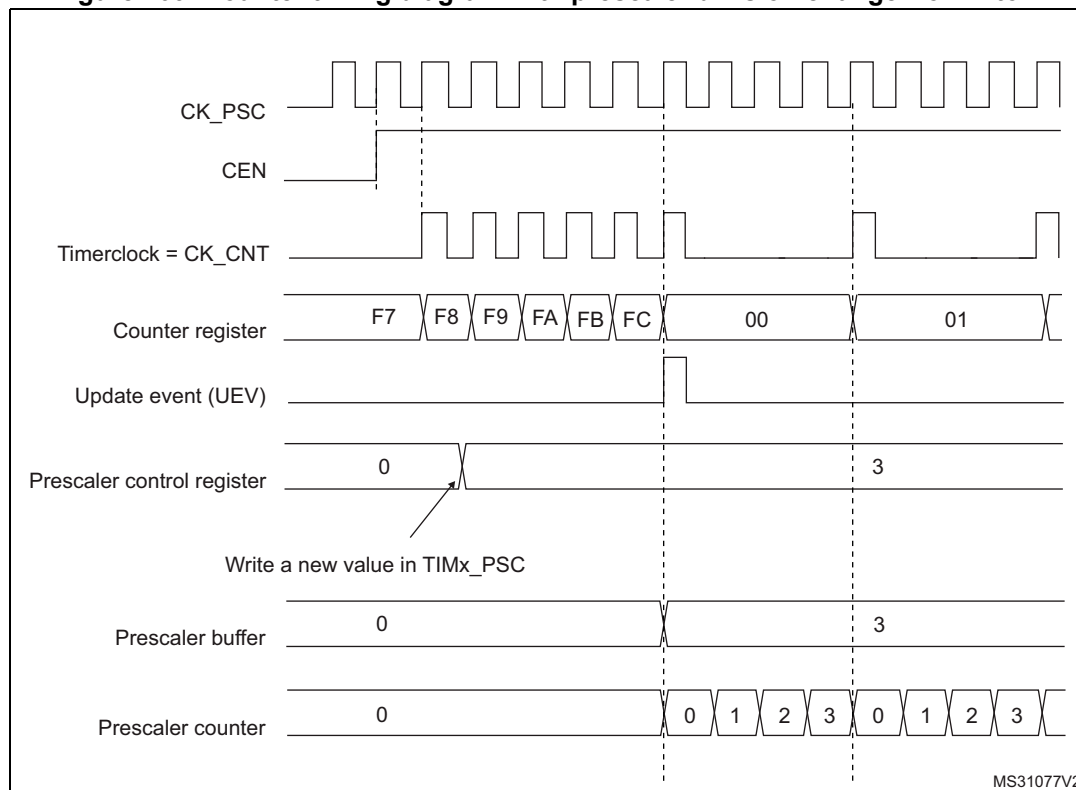 CK_PSC
CEN
Timerclock = CK_CNT
Counter register F7 F8 F9 FA FB FC 00 01
Update event (UEV)
Prescaler control register 0 3
Write a new value in TIMx_PSC
Prescaler buffer 0 3
Prescaler counter 0 0 1 2 3 0 1 2 3
MS31077V2